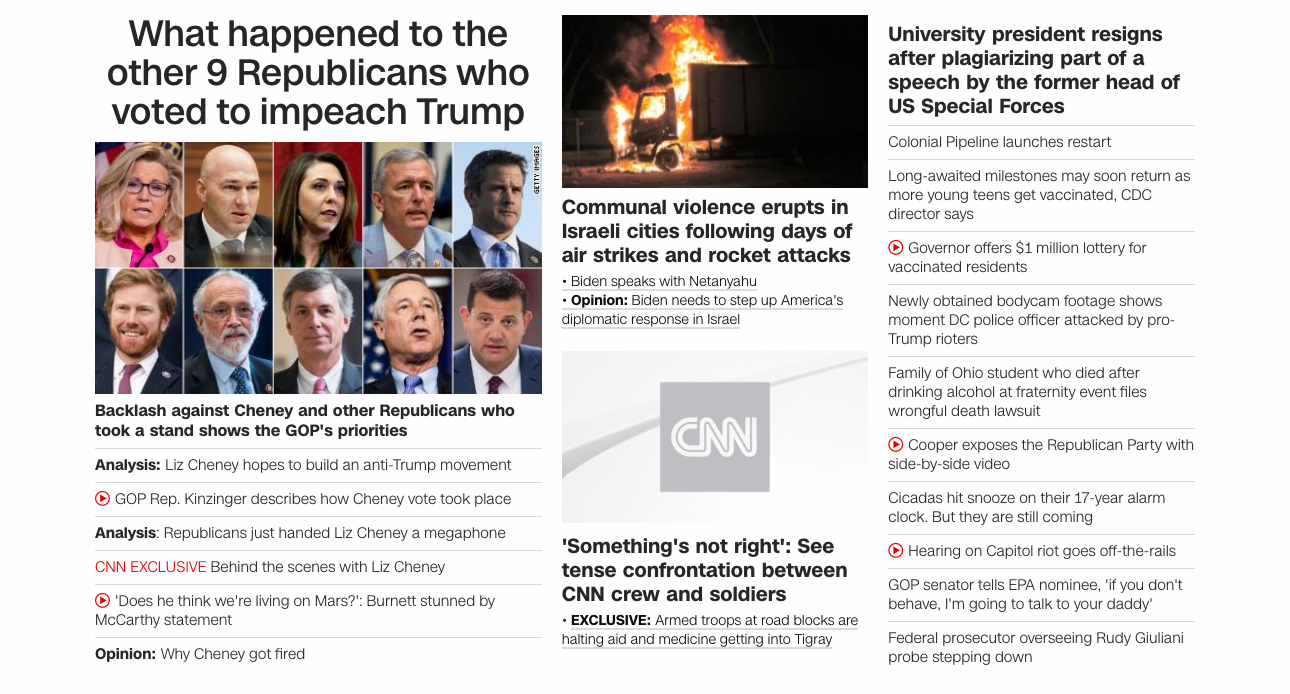 What happened to the
other 9 Republicans who
voted to impeach Trump
GETTY IMAGES
Backlash against Cheney and other Republicans who
took a stand shows the GOP's priorities
Analysis: Liz Cheney hopes to build an anti-Trump movement
GOP Rep. Kinzinger describes how Cheney vote took place
Analysis: Republicans just handed Liz Cheney a megaphone
CNN EXCLUSIVE Behind the scenes with Liz Cheney
'Does he think we're living on Mars?': Burnett stunned by
McCarthy statement
Opinion: Why Cheney got fired
Communal violence erupts in
Israeli cities following days of
air strikes and rocket attacks
• Biden speaks with Netanyahu
• Opinion: Biden needs to step up America's
diplomatic response in Israel
CNN
'Something's not right': See
tense confrontation between
CNN crew and soldiers
• EXCLUSIVE: Armed troops at road blocks are
halting aid and medicine getting into Tigray
University president resigns
after plagiarizing part of a
speech by the former head of
US Special Forces
Colonial Pipeline launches restart
Long-awaited milestones may soon return as
more young teens get vaccinated, CDC
director says
Governor offers $1 million lottery for
vaccinated residents
Newly obtained bodycam footage shows
moment DC police officer attacked by pro-
Trump rioters
Family of Ohio student who died after
drinking alcohol at fraternity event files
wrongful death lawsuit
Cooper exposes the Republican Party with
side-by-side video
Cicadas hit snooze on their 17-year alarm
clock. But they are still coming
Hearing on Capitol riot goes off-the-rails
GOP senator tells EPA nominee, 'if you don't
behave, I'm going to talk to your daddy'
Federal prosecutor overseeing Rudy Giuliani
probe stepping down